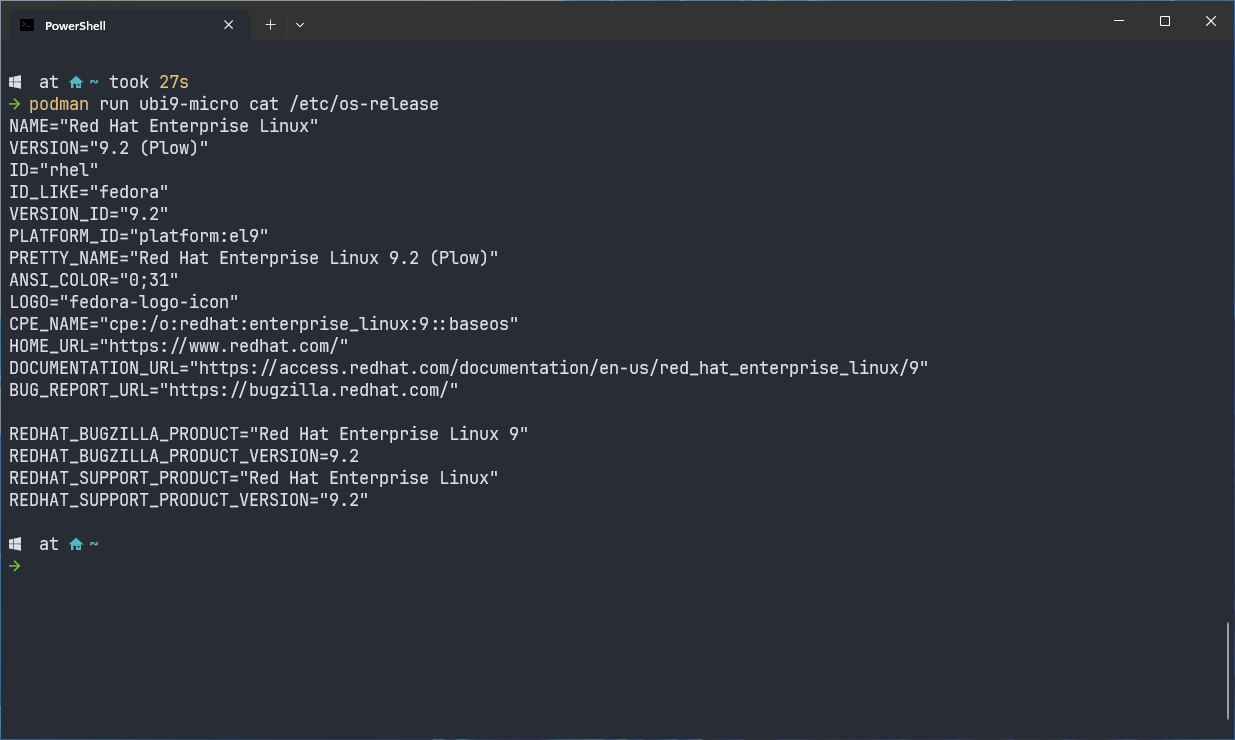 PowerShell
at ~ took 27s
→ podman run ubi9-micro cat /etc/os-release
NAME="Red Hat Enterprise Linux"
VERSION="9.2 (Plow)"
ID="rhel"
ID_LIKE="fedora"
VERSION_ID="9.2"
PLATFORM_ID="platform:el9"
PRETTY_NAME="Red Hat Enterprise Linux 9.2 (Plow)"
ANSI_COLOR="0;31"
LOGO="fedora-logo-icon"
CPE_NAME="cpe:/o:redhat:enterprise_linux:9::baseos"
HOME_URL="https://www.redhat.com/"
DOCUMENTATION_URL="https://access.redhat.com/documentation/en-us/red_hat_enterprise_linux/9"
BUG_REPORT_URL="https://bugzilla.redhat.com/"
REDHAT_BUGZILLA_PRODUCT="Red Hat Enterprise Linux 9"
REDHAT_BUGZILLA_PRODUCT_VERSION=9.2
REDHAT_SUPPORT_PRODUCT="Red Hat Enterprise Linux"
REDHAT_SUPPORT_PRODUCT_VERSION="9.2"
at ~
→